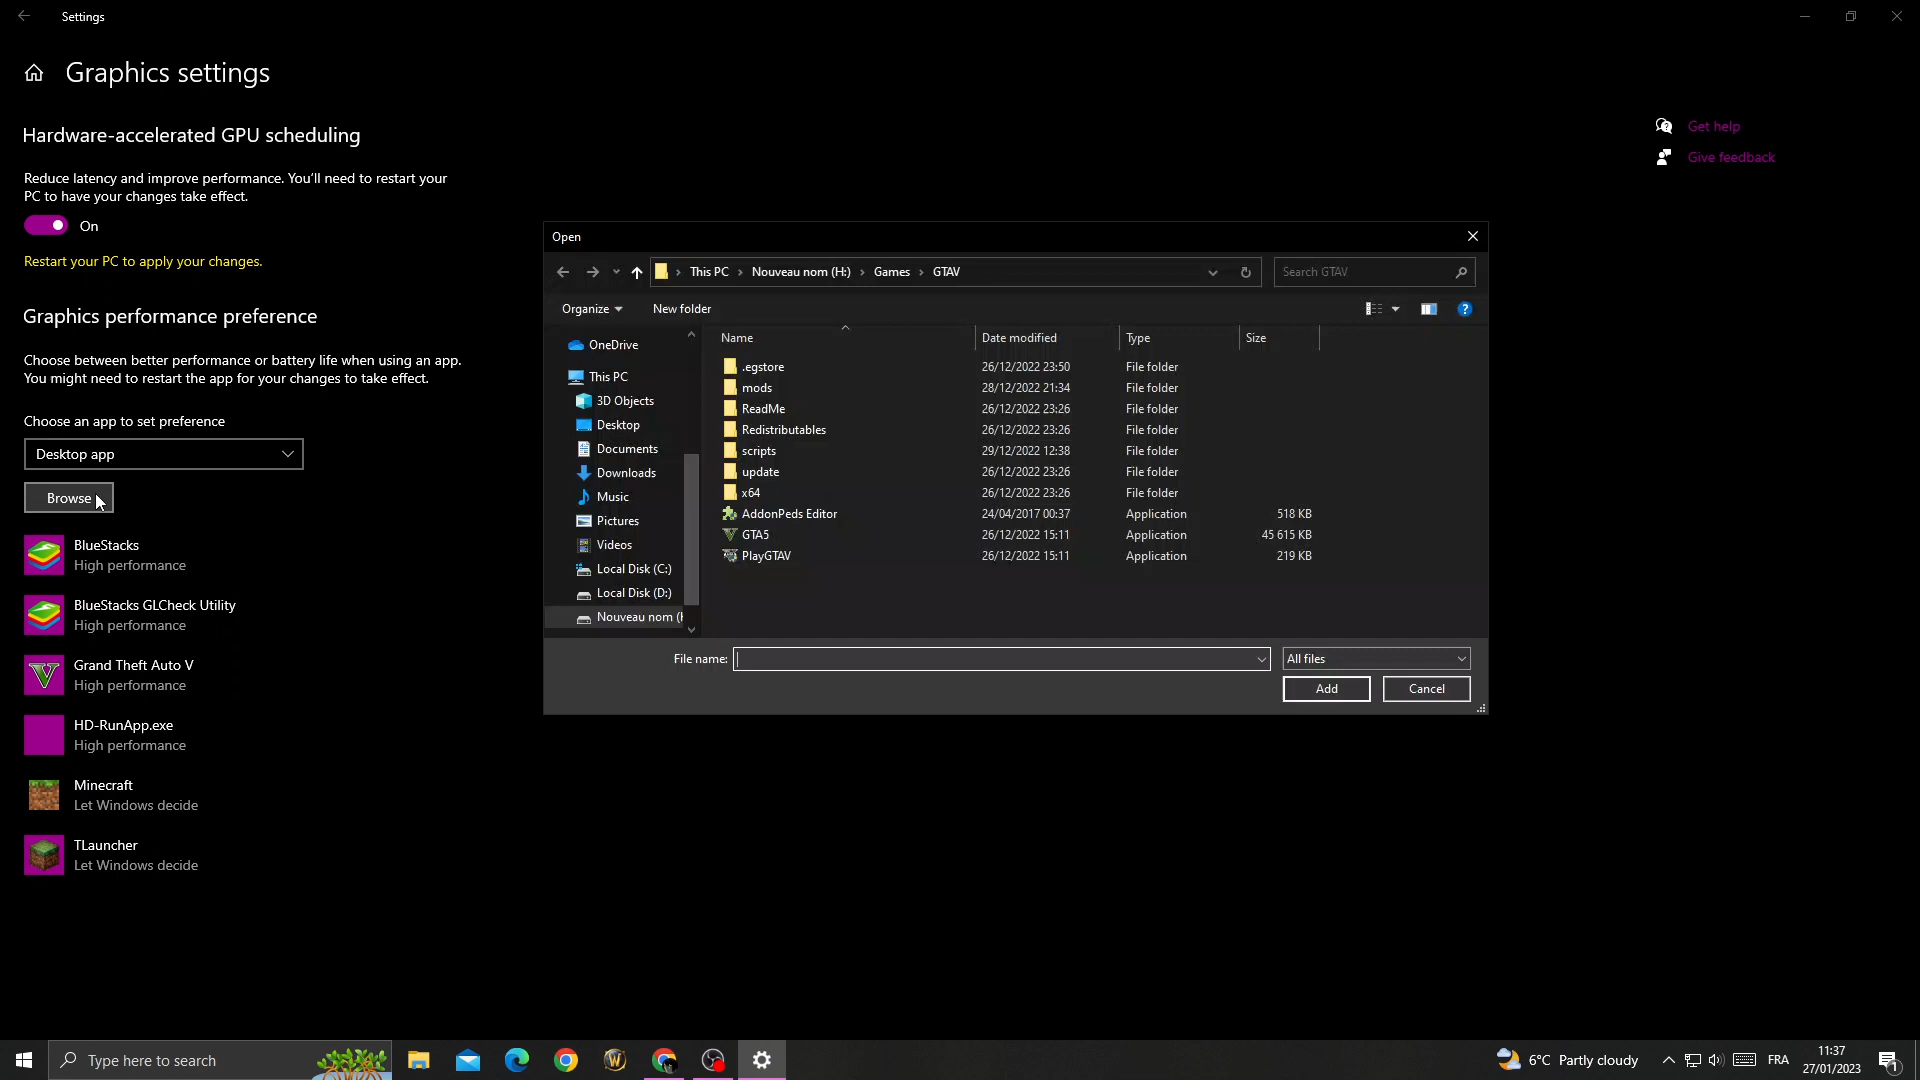 Settings
Graphics settings
Hardware-accelerated GPU scheduling
Reduce latency and improve performance. You'll need to restart your
PC to have your changes take effect.
On
Restart your PC to apply your changes.
Graphics performance preference
Choose between better performance or battery life when using an app.
You might need to restart the app for your changes to take effect.
Choose an app to set preference
Desktop app
Browse
BlueStacks
High performance
BlueStacks GLCheck Utility
High performance
Grand Theft Auto V
High performance
HD-RunApp.exe
High performance
Minecraft
Let Windows decide
TLauncher
Let Windows decide
Get help
Give feedback
Open
This PC
Nouveau nom (H:)
Games
GTAV
Search GTAV
Organize
New folder
OneDrive
This PC
3D Objects
Desktop
Documents
Downloads
Music
Pictures
Videos
Local Disk (C:)
Local Disk (D:)
Nouveau nom (
Name Date modified Type Size
.egstore 26/12/2022 23:50 File folder
mods 28/12/2022 21:34 File folder
ReadMe 26/12/2022 23:26 File folder
Redistributables 26/12/2022 23:26 File folder
scripts 29/12/2022 12:38 File folder
update 26/12/2022 23:26 File folder
x64 26/12/2022 23:26 File folder
AddonPeds Editor 24/04/2017 00:37 Application 518 KB
GTA5 26/12/2022 15:11 Application 45 615 KB
PlayGTAV 26/12/2022 15:11 Application 219 KB
File name:
All files
Add
Cancel
Type here to search
6°C Partly cloudy
FRA
11:37
27/01/2023
1